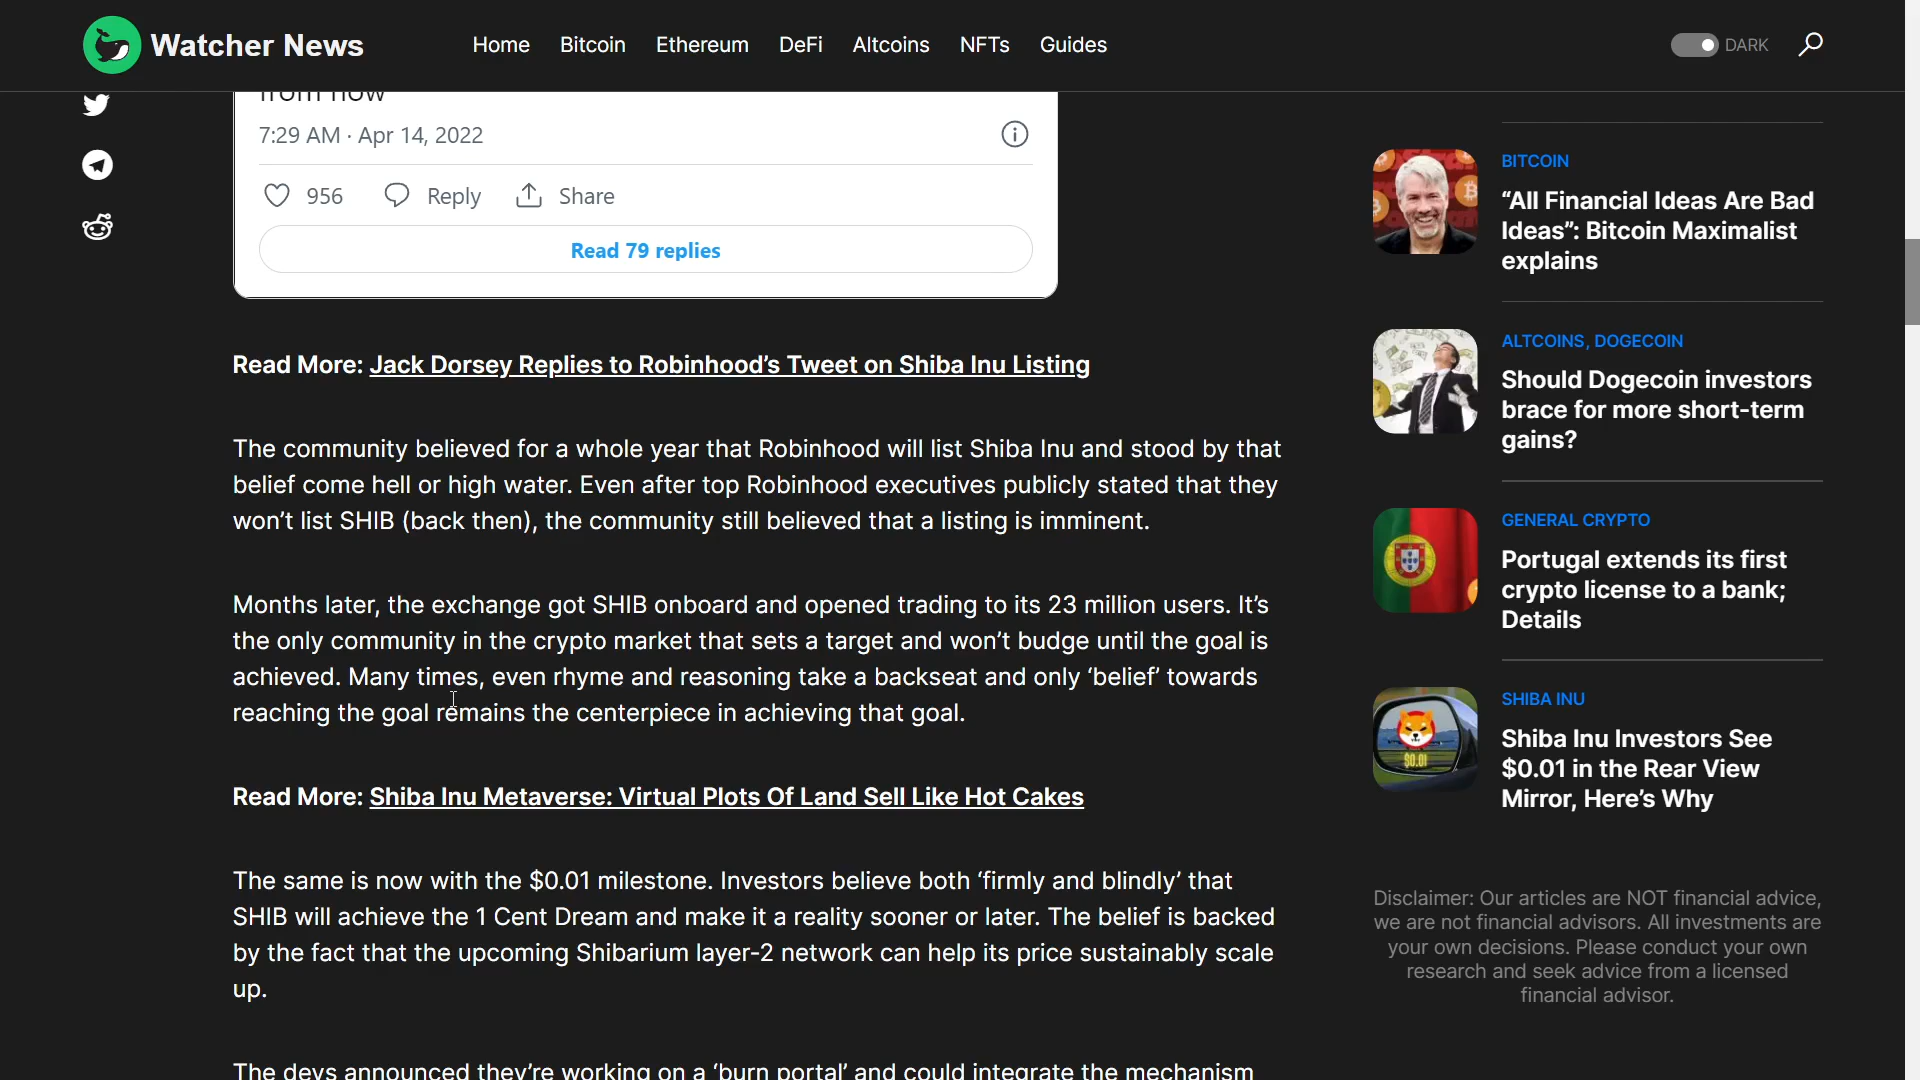 Watcher News
Home Bitcoin Ethereum DeFi Altcoins NFTs Guides
DARK
from now
7:29 AM · Apr 14, 2022
956 Reply Share
Read 79 replies
Read More: Jack Dorsey Replies to Robinhood’s Tweet on Shiba Inu Listing
The community believed for a whole year that Robinhood will list Shiba Inu and stood by that
belief come hell or high water. Even after top Robinhood executives publicly stated that they
won’t list SHIB (back then), the community still believed that a listing is imminent.
Months later, the exchange got SHIB onboard and opened trading to its 23 million users. It’s
the only community in the crypto market that sets a target and won’t budge until the goal is
achieved. Many times, even rhyme and reasoning take a backseat and only ‘belief’ towards
reaching the goal remains the centerpiece in achieving that goal.
Read More: Shiba Inu Metaverse: Virtual Plots Of Land Sell Like Hot Cakes
The same is now with the $0.01 milestone. Investors believe both ‘firmly and blindly’ that
SHIB will achieve the 1 Cent Dream and make it a reality sooner or later. The belief is backed
by the fact that the upcoming Shibarium layer-2 network can help its price sustainably scale
up.
The devs announced they’re working on a ‘burn portal’ and could integrate the mechanism
BITCOIN
“All Financial Ideas Are Bad
Ideas”: Bitcoin Maximalist
explains
ALTCOINS, DOGECOIN
Should Dogecoin investors
brace for more short-term
gains?
GENERAL CRYPTO
Portugal extends its first
crypto license to a bank;
Details
$0.01
SHIBA INU
Shiba Inu Investors See
$0.01 in the Rear View
Mirror, Here’s Why
Disclaimer: Our articles are NOT financial advice,
we are not financial advisors. All investments are
your own decisions. Please conduct your own
research and seek advice from a licensed
financial advisor.